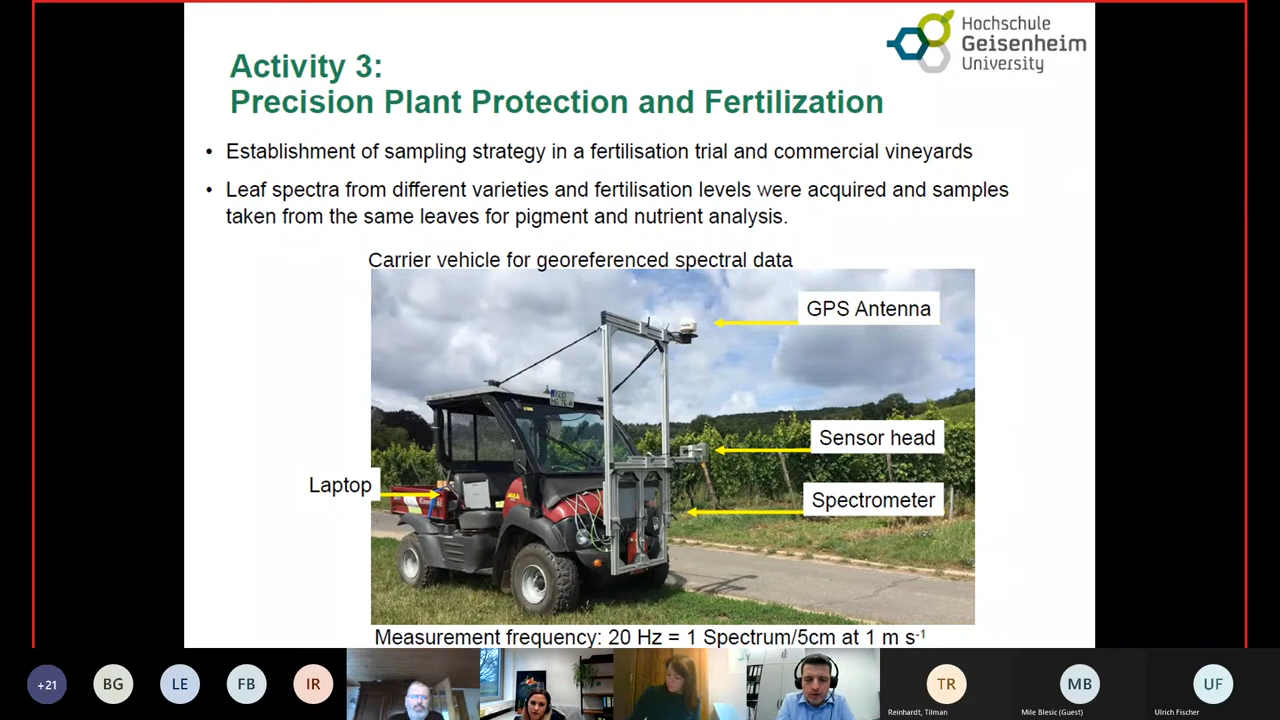 Hochschule
Geisenheim
University
Activity 3:
Precision Plant Protection and Fertilization
• Establishment of sampling strategy in a fertilisation trial and commercial vineyards
• Leaf spectra from different varieties and fertilisation levels were acquired and samples
taken from the same leaves for pigment and nutrient analysis.
Carrier vehicle for georeferenced spectral data
GPS Antenna
Sensor head
Laptop
Spectrometer
Measurement frequency: 20 Hz = 1 Spectrum/5cm at 1 m s⁻¹
+21
BG
LE
FB
IR
TR
MB
UF
Reinhardt, Tilman
Mile Blesic (Guest)
Ulrich Fischer